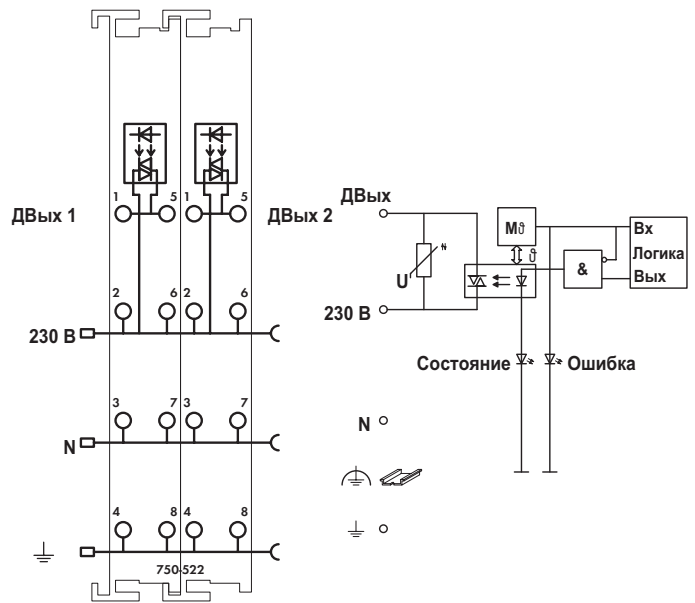 ДВых 1
1 5 1 5
ДВых 2
230 В
2 6 2 6
N
3 7 3 7
4 8 4 8
750-522
ДВых
U
230 В
Mϑ
ϑ
&
Вх
Логика
Вых
Состояние
Ошибка
N